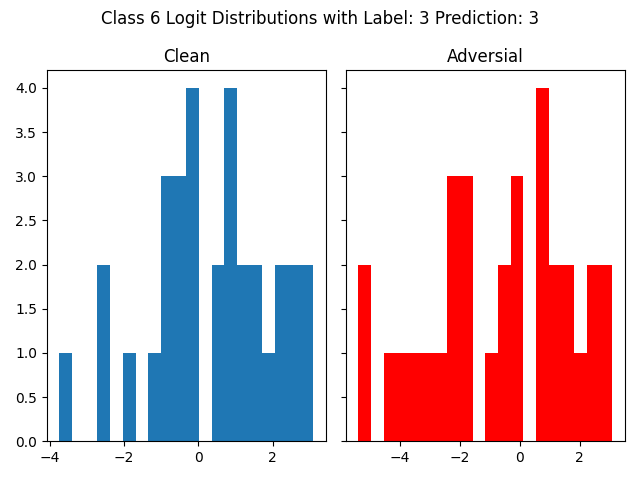 Class 6 Logit Distributions with Label: 3 Prediction: 3
Clean
Adversial
4.0
3.5
3.0
2.5
2.0
1.5
1.0
0.5
0.0
−4 −2 0 2
−4 −2 0 2